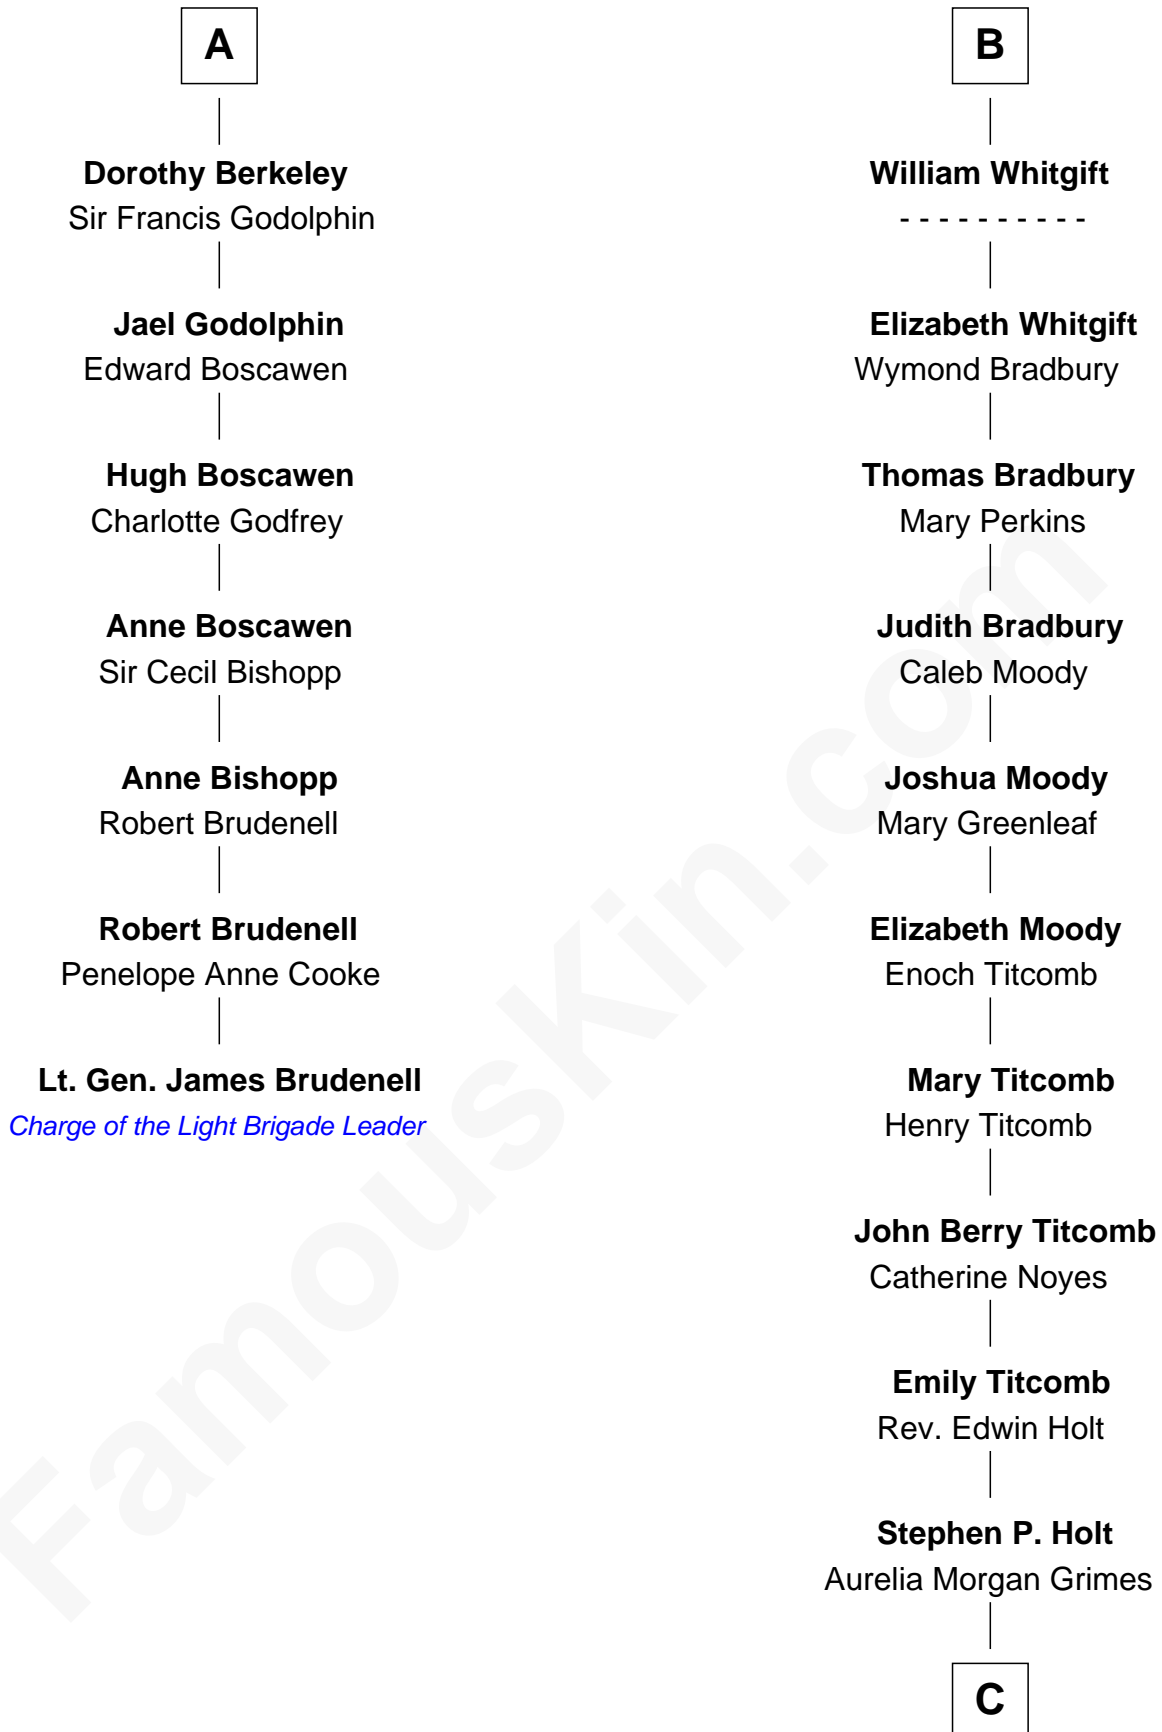 A
Dorothy Berkeley
Sir Francis Godolphin
Jael Godolphin
Edward Boscawen
Hugh Boscawen
Charlotte Godfrey
Anne Boscawen
Sir Cecil Bishopp
Anne Bishopp
Robert Brudenell
Robert Brudenell
Penelope Anne Cooke
Lt. Gen. James Brudenell
Charge of the Light Brigade Leader
B
William Whitgift
- - - - - - - - - -
Elizabeth Whitgift
Wymond Bradbury
Thomas Bradbury
Mary Perkins
Judith Bradbury
Caleb Moody
Joshua Moody
Mary Greenleaf
Elizabeth Moody
Enoch Titcomb
Mary Titcomb
Henry Titcomb
John Berry Titcomb
Catherine Noyes
Emily Titcomb
Rev. Edwin Holt
Stephen P. Holt
Aurelia Morgan Grimes
C
FamousKin.com